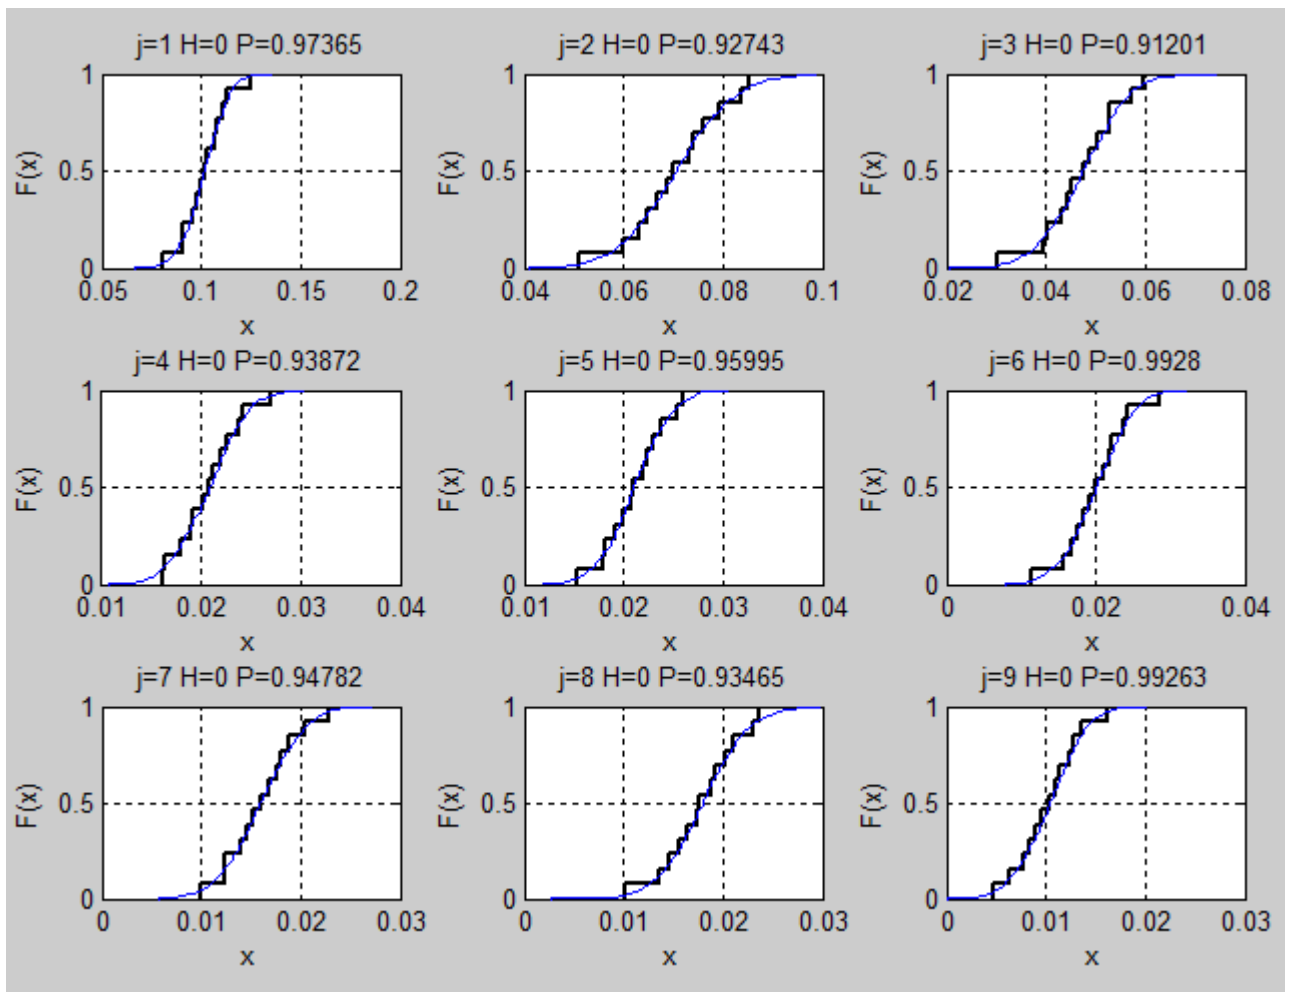 j=1 H=0 P=0.97365
j=2 H=0 P=0.92743
j=3 H=0 P=0.91201
F(x)
1
0.5
0
0.05 0.1 0.15 0.2
x
F(x)
1
0.5
0
0.04 0.06 0.08 0.1
x
F(x)
1
0.5
0
0.02 0.04 0.06 0.08
x
j=4 H=0 P=0.93872
j=5 H=0 P=0.95995
j=6 H=0 P=0.9928
F(x)
1
0.5
0
0.01 0.02 0.03 0.04
x
F(x)
1
0.5
0
0.01 0.02 0.03 0.04
x
F(x)
1
0.5
0
0 0.02 0.04
x
j=7 H=0 P=0.94782
j=8 H=0 P=0.93465
j=9 H=0 P=0.99263
F(x)
1
0.5
0
0 0.01 0.02 0.03
x
F(x)
1
0.5
0
0 0.01 0.02 0.03
x
F(x)
1
0.5
0
0 0.01 0.02 0.03
x